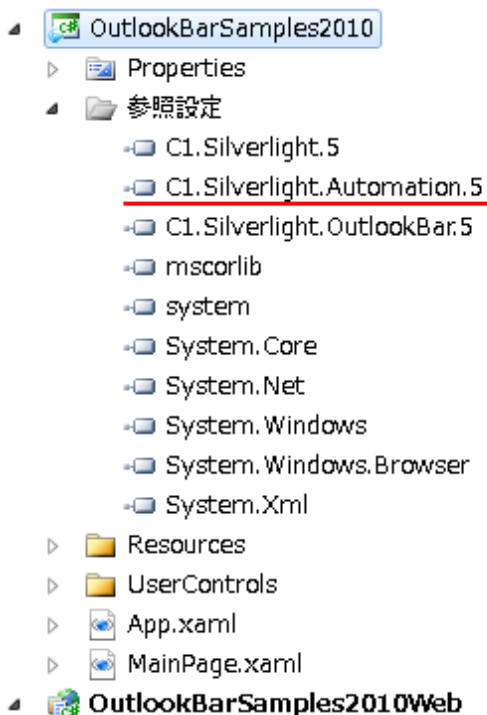 OutlookBarSamples2010
Properties
参照設定
C1.Silverlight.5
C1.Silverlight.Automation.5
C1.Silverlight.OutlookBar.5
mscorlib
system
System.Core
System.Net
System.Windows
System.Windows.Browser
System.Xml
Resources
UserControls
App.xaml
MainPage.xaml
OutlookBarSamples2010Web